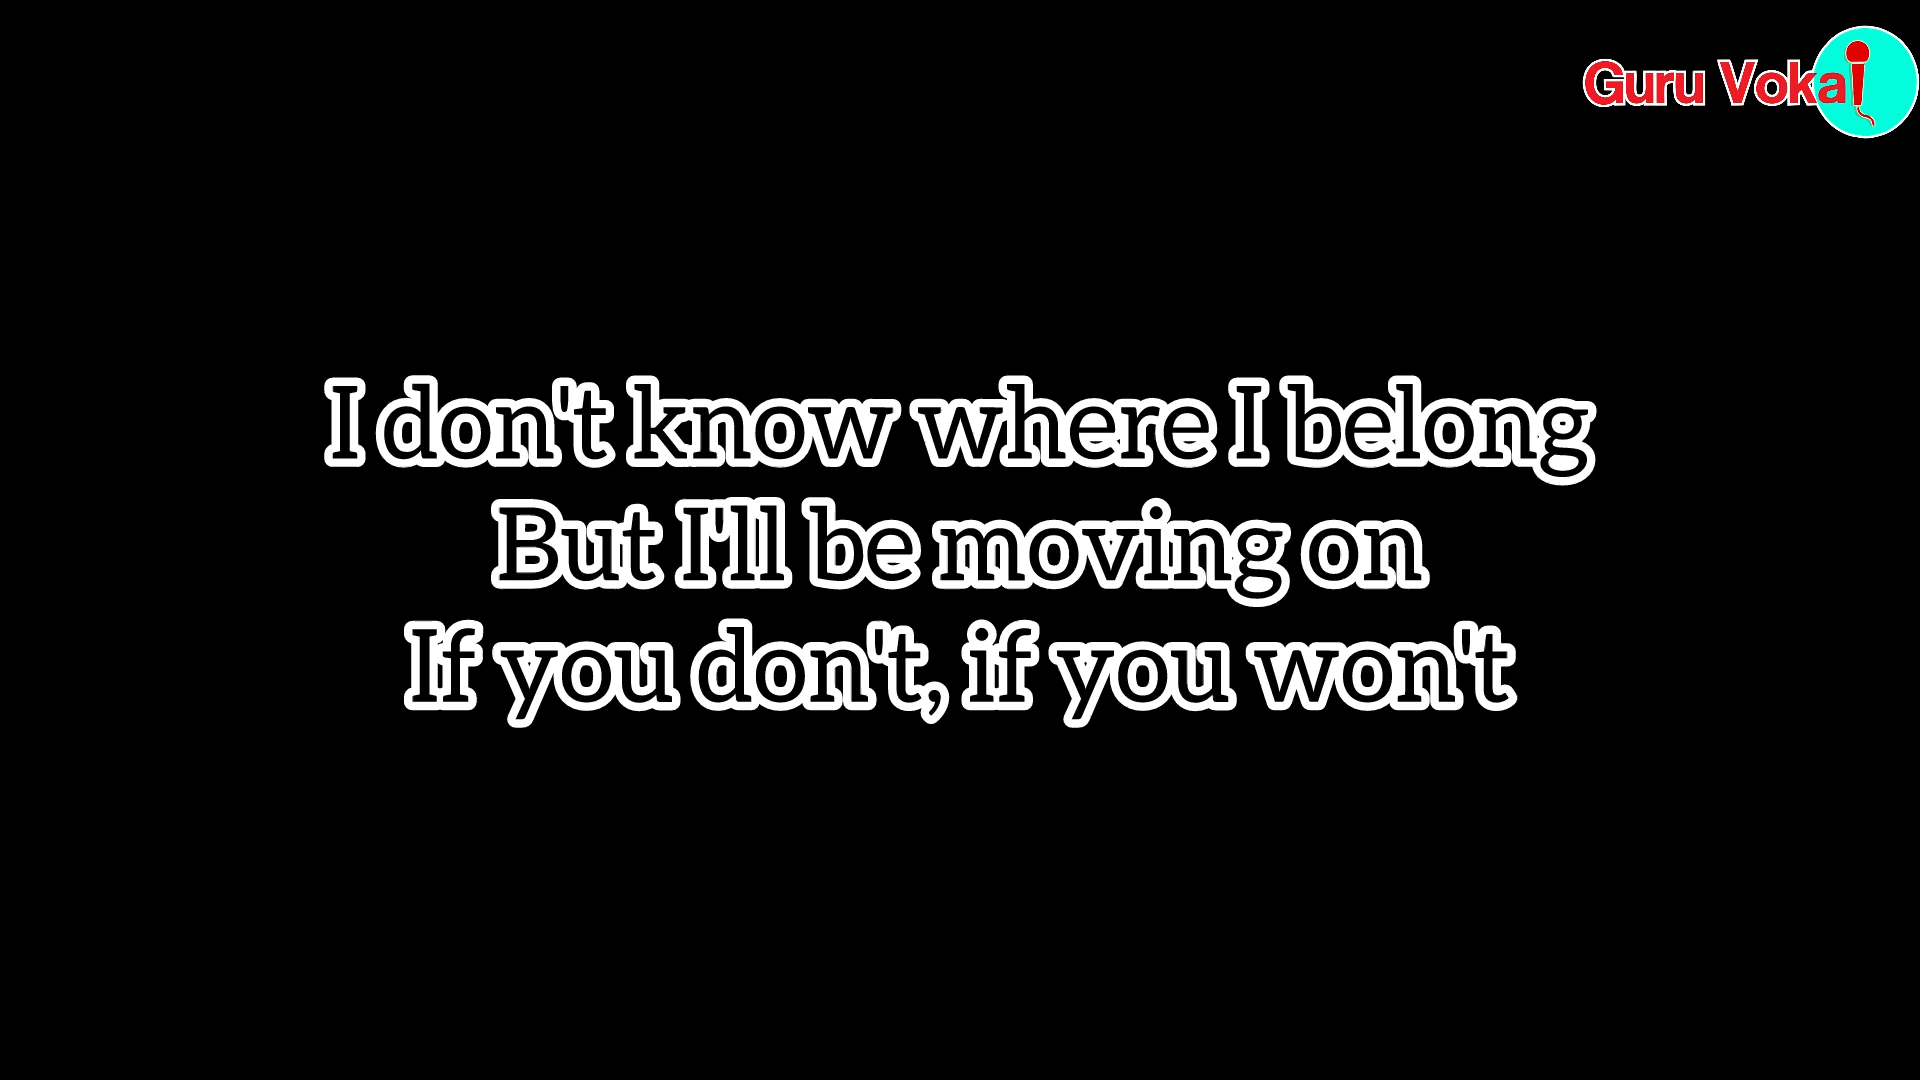 Guru Vokal
I don't know where I belong
But I'll be moving on
If you don't, if you won't